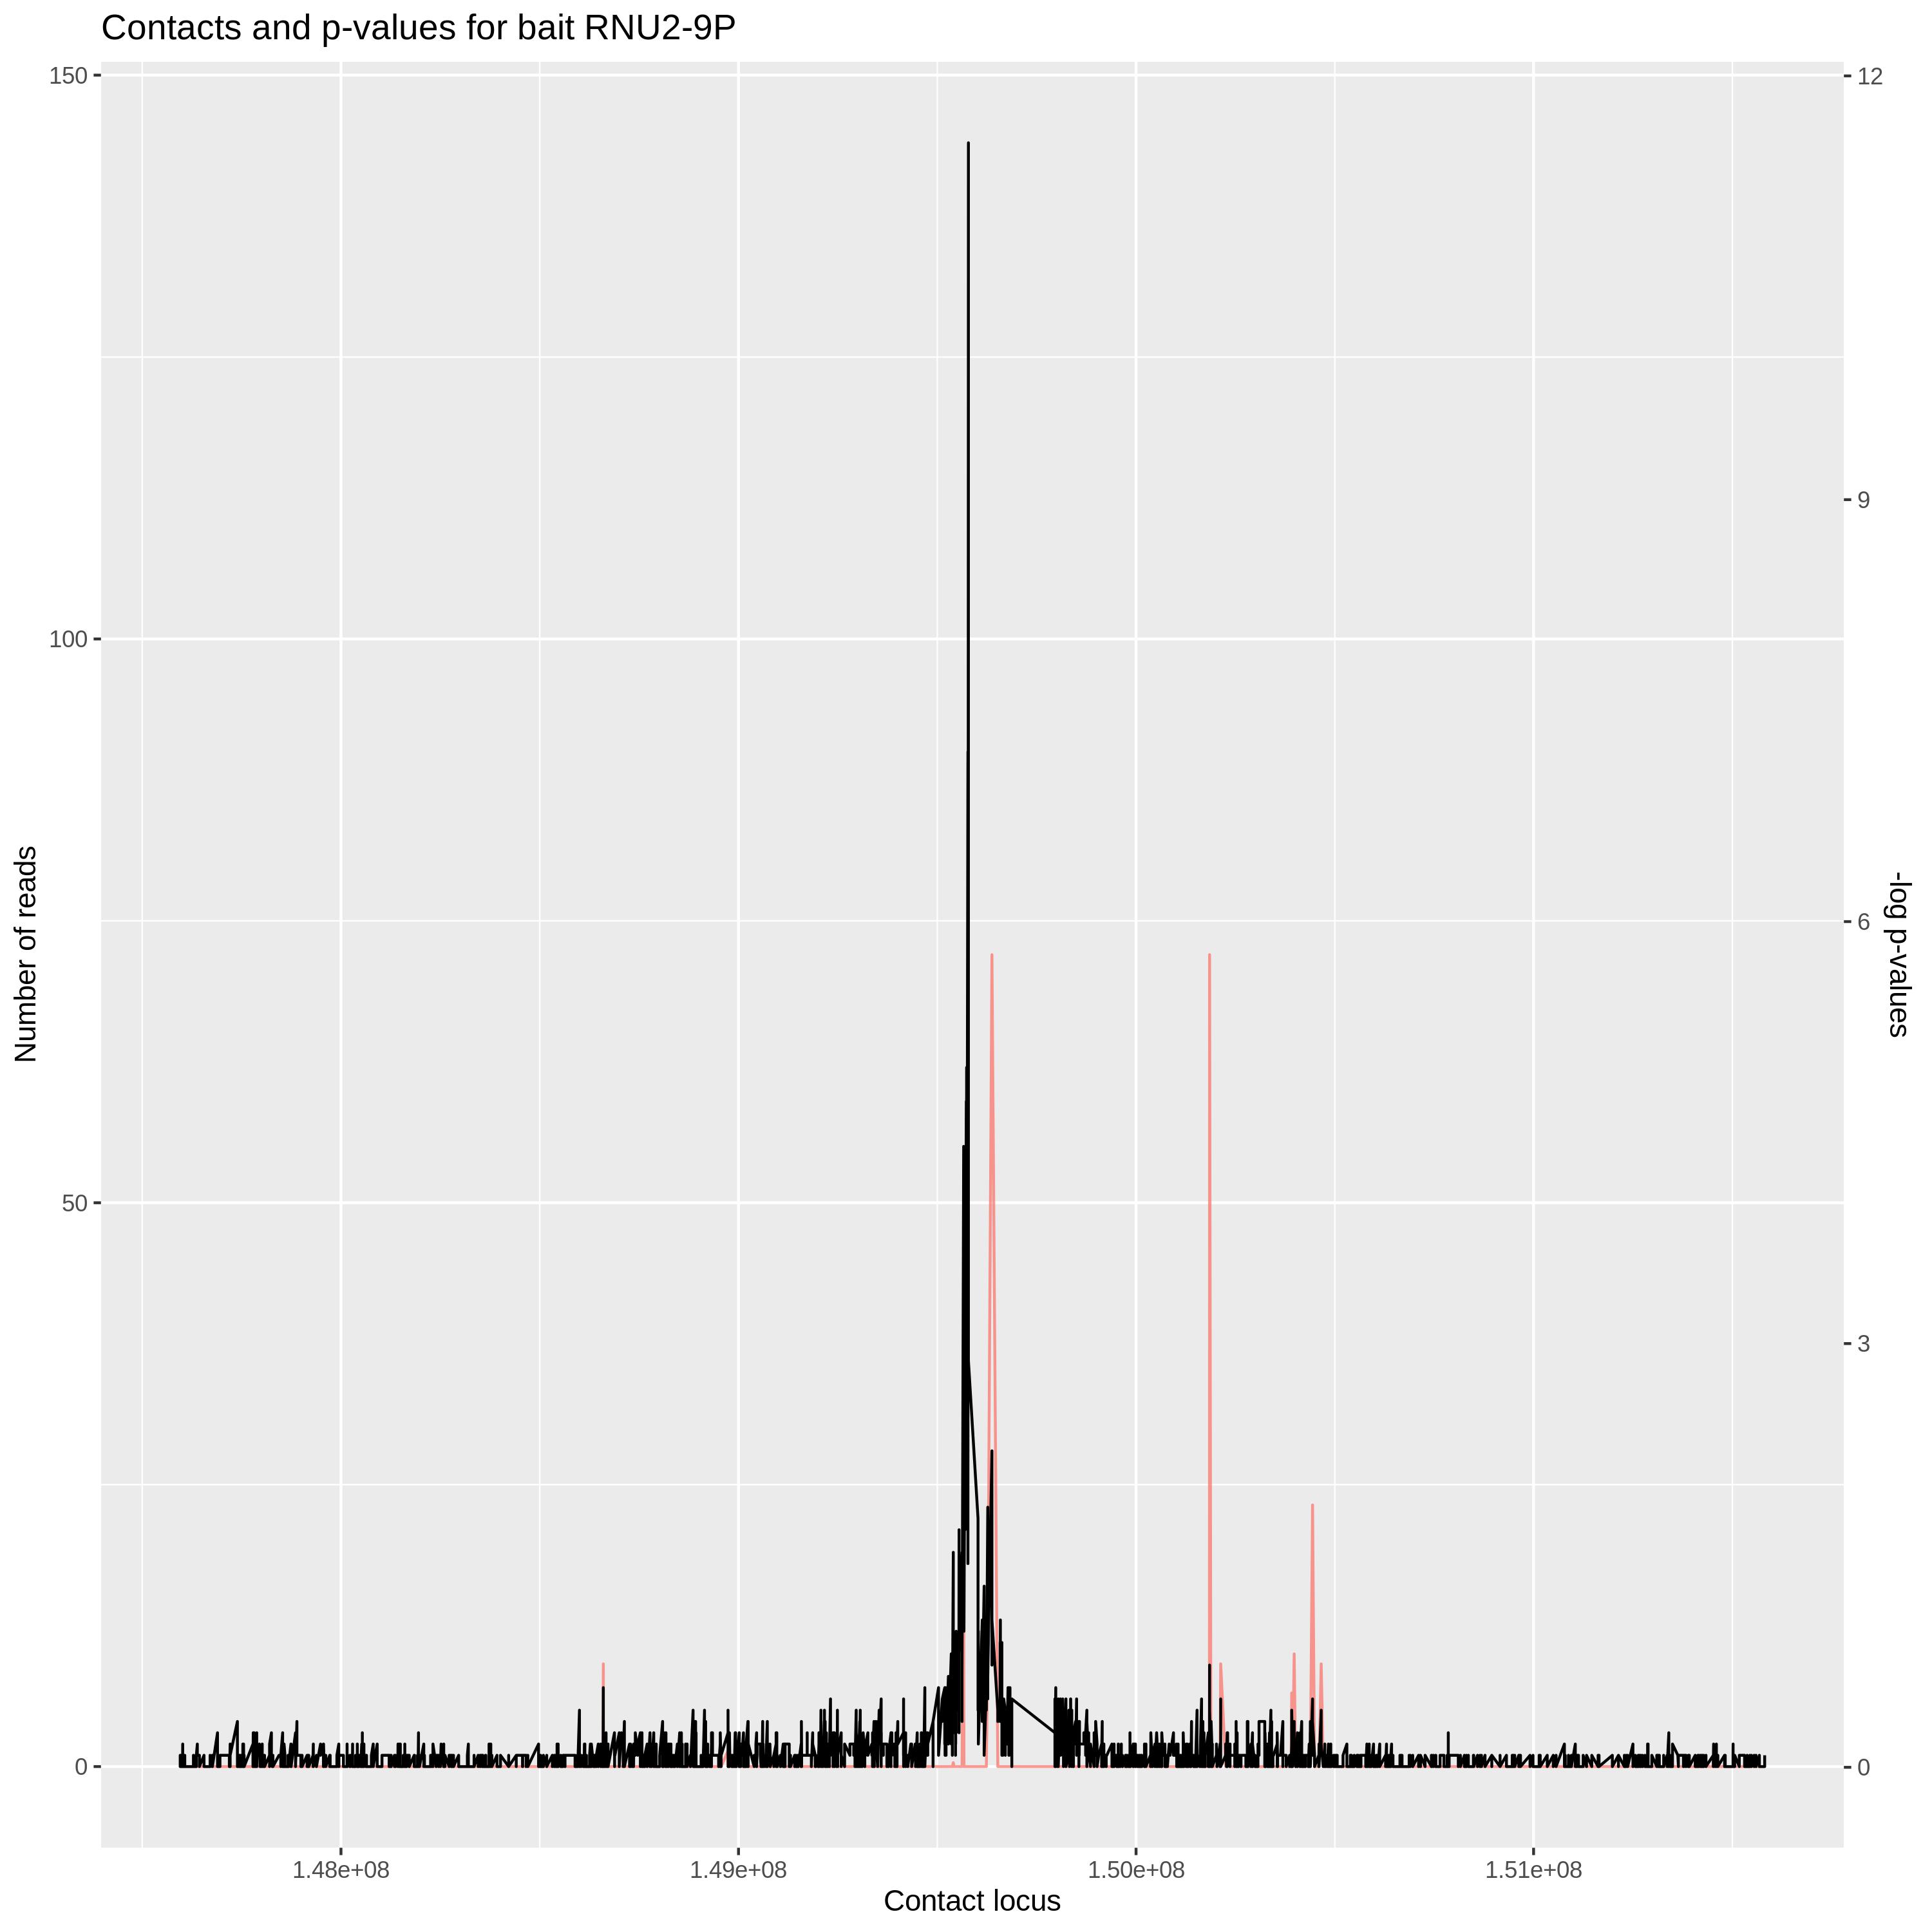 Contacts and p-values for bait RNU2-9P
150
100
50
0
Number of reads
12
9
6
3
0
-log p-values
1.48e+08
1.49e+08
1.50e+08
1.51e+08
Contact locus